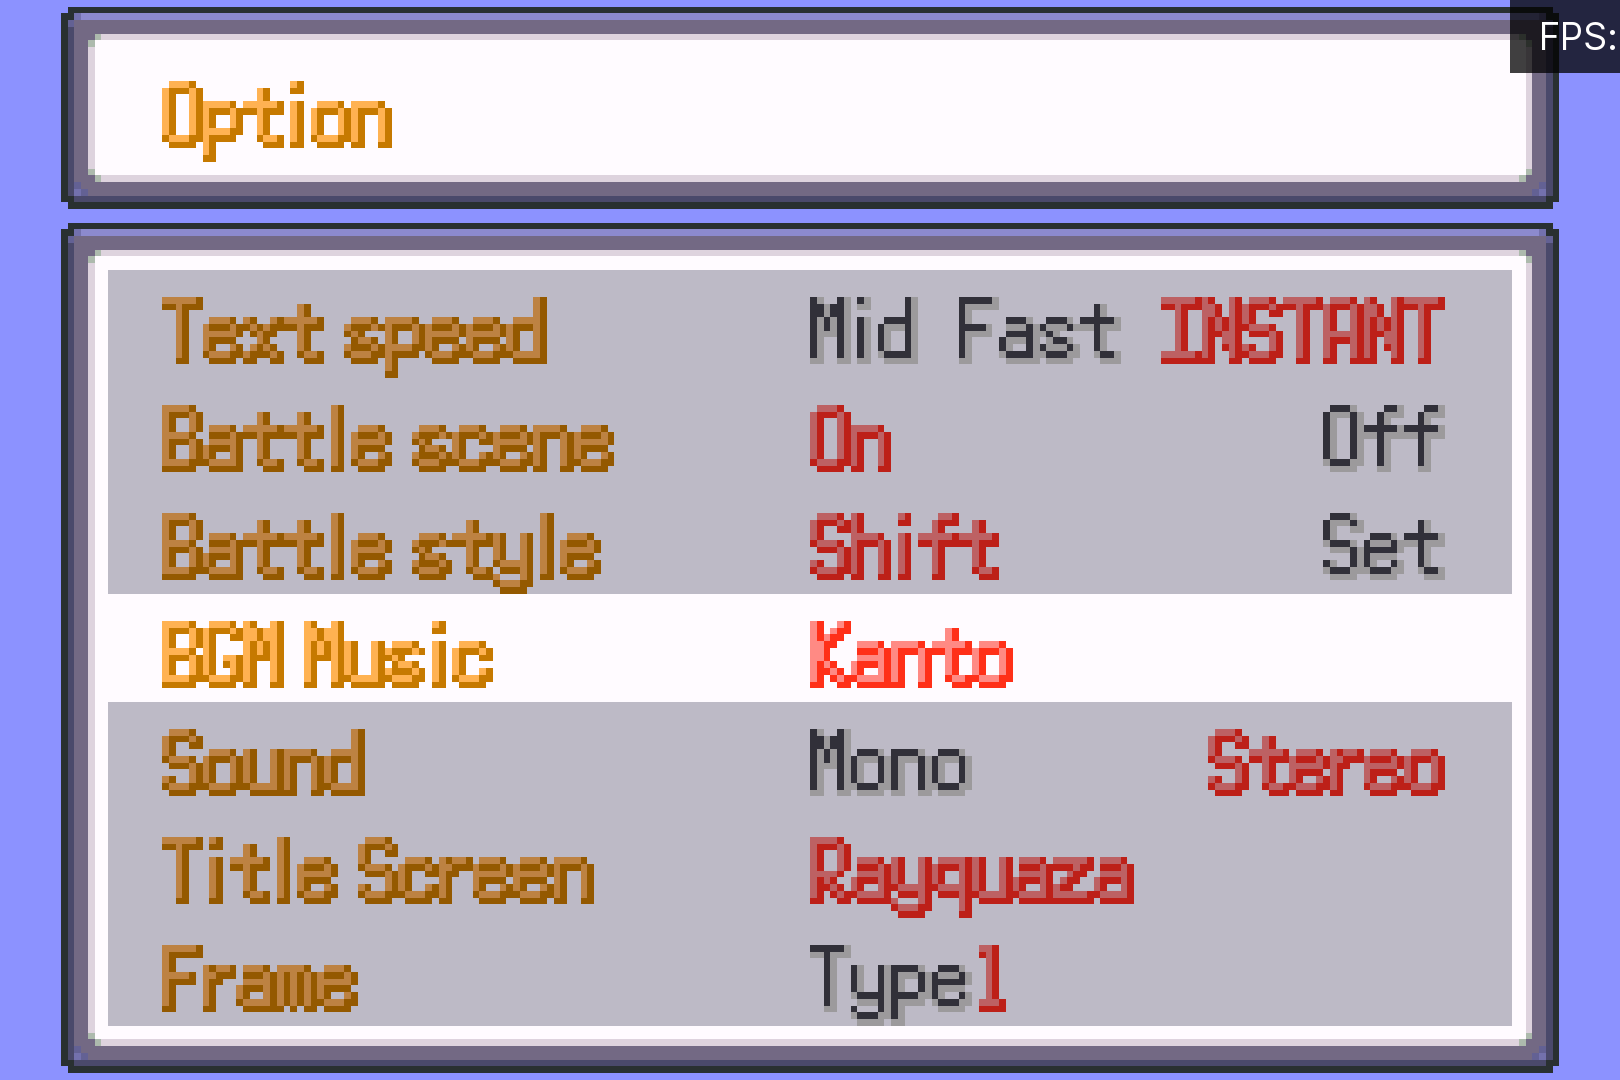 FPS:
Option
Text speed Mid Fast INSTANT
Battle scene On Off
Battle style Shift Set
BGM Music Kanto
Sound Mono Stereo
Title Screen Rayquaza
Frame Type1